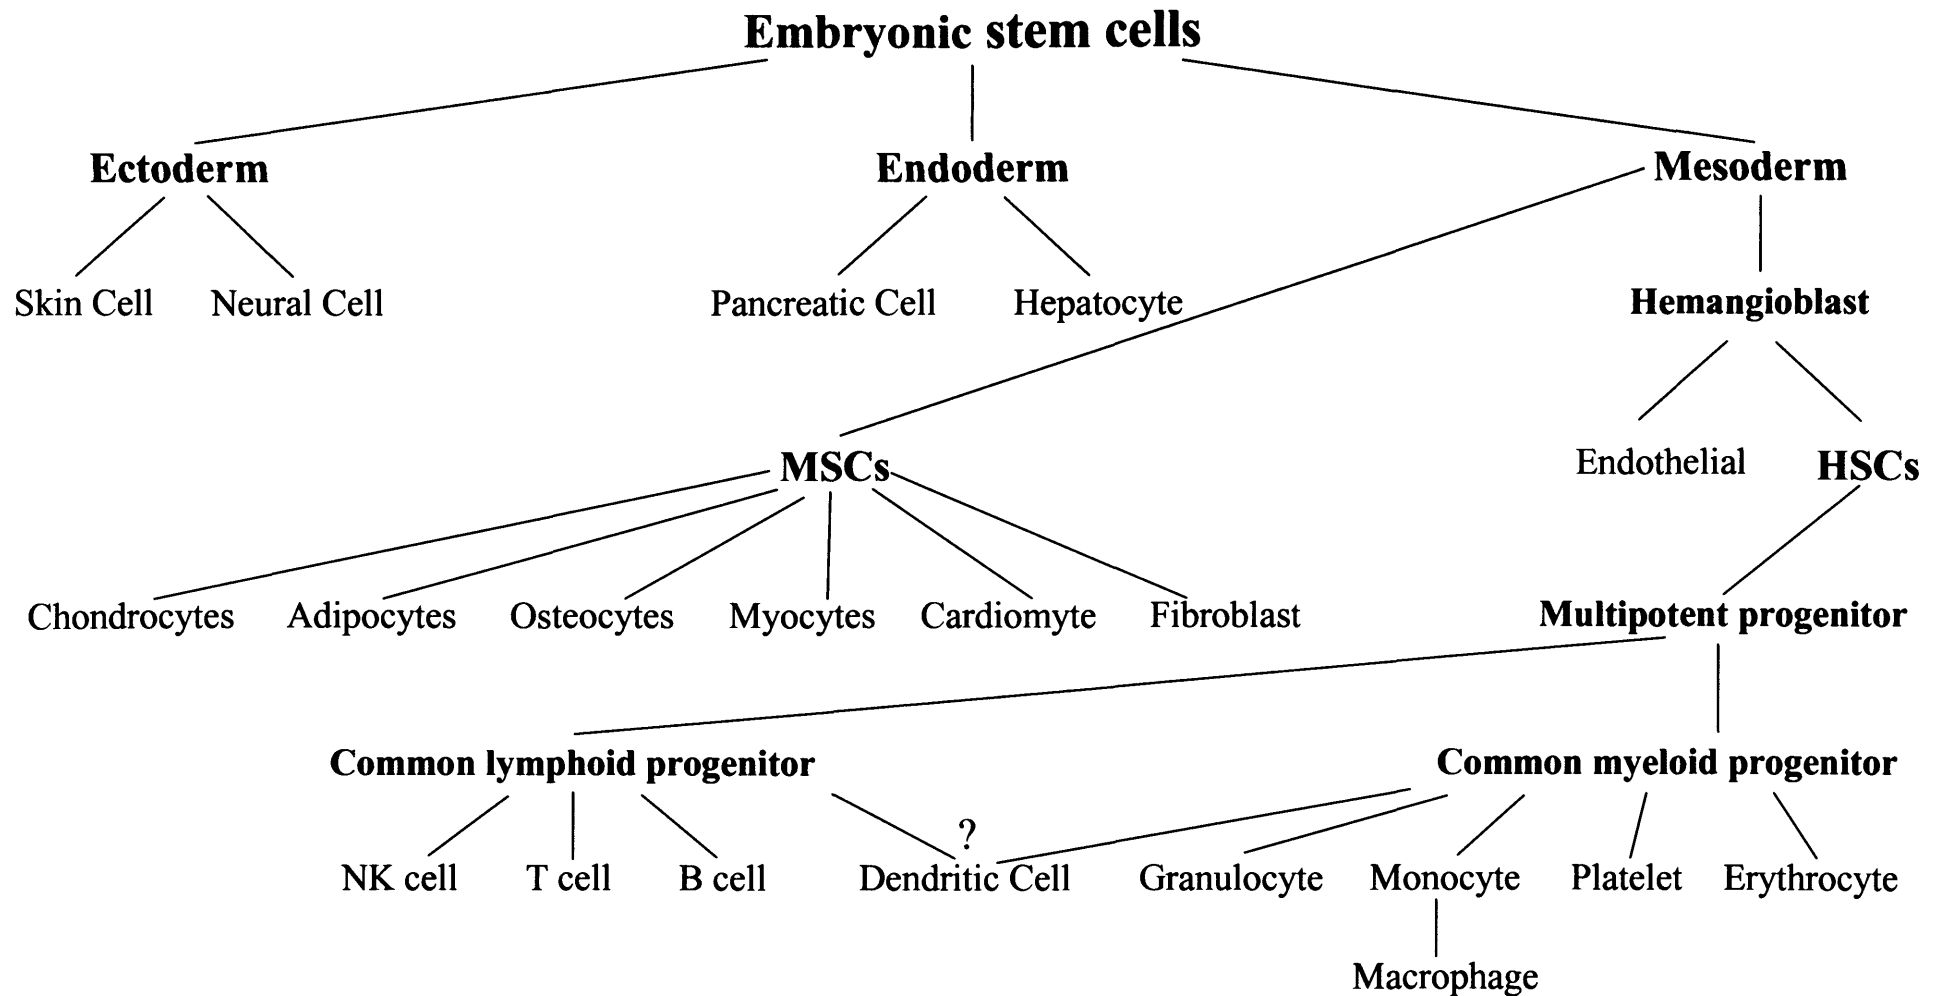 Embryonic stem cells
Ectoderm Endoderm Mesoderm
Skin Cell Neural Cell Pancreatic Cell Hepatocyte Hemangioblast
MSCs Endothelial HSCs
Chondrocytes Adipocytes Osteocytes Myocytes Cardiomyte Fibroblast Multipotent progenitor
Common lymphoid progenitor Common myeloid progenitor
?
NK cell T cell B cell Dendritic Cell Granulocyte Monocyte Platelet Erythrocyte
Macrophage